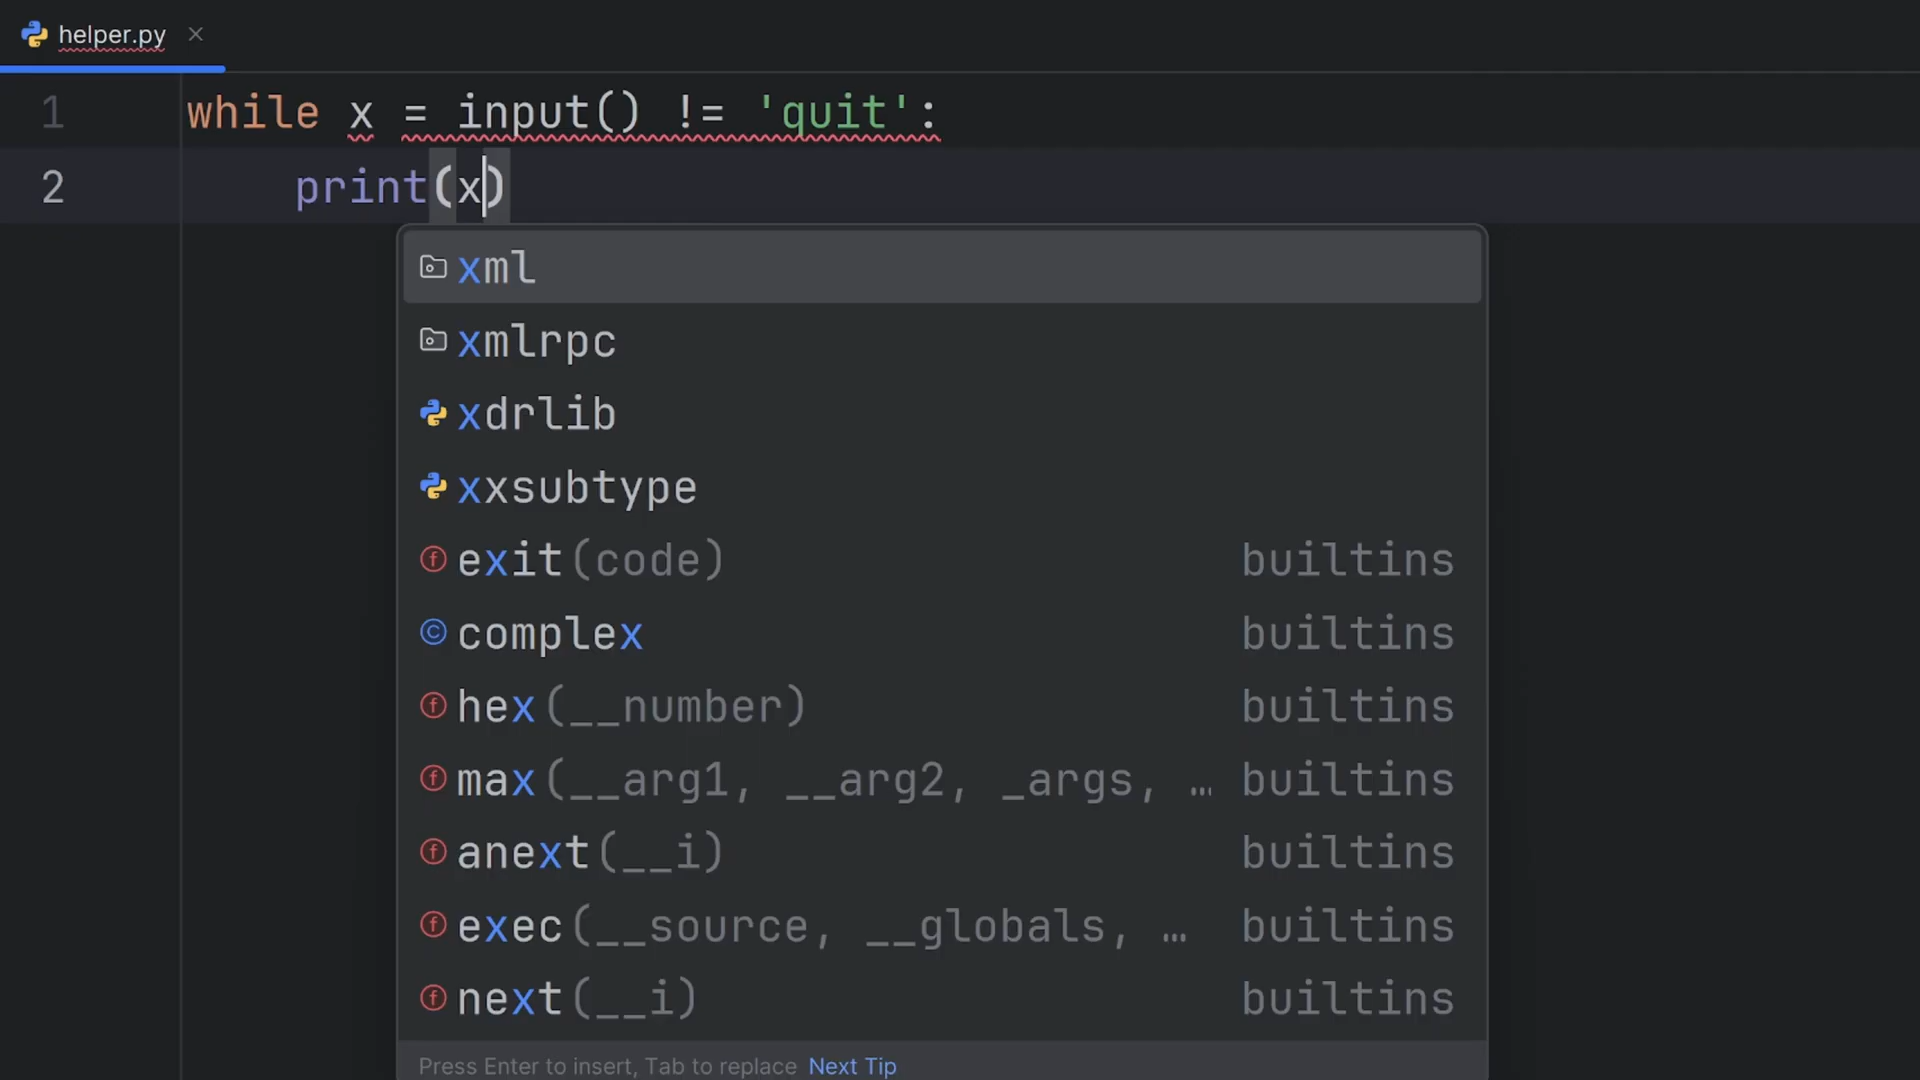 helper.py
1 while x = input() != 'quit':
2 print(x)
xml
xmlrpc
xdrlib
xxsubtype
exit(code) builtins
complex builtins
hex(__number) builtins
max(__arg1, __arg2, _args, … builtins
anext(__i) builtins
exec(__source, __globals, … builtins
next(__i) builtins
Press Enter to insert, Tab to replace Next Tip